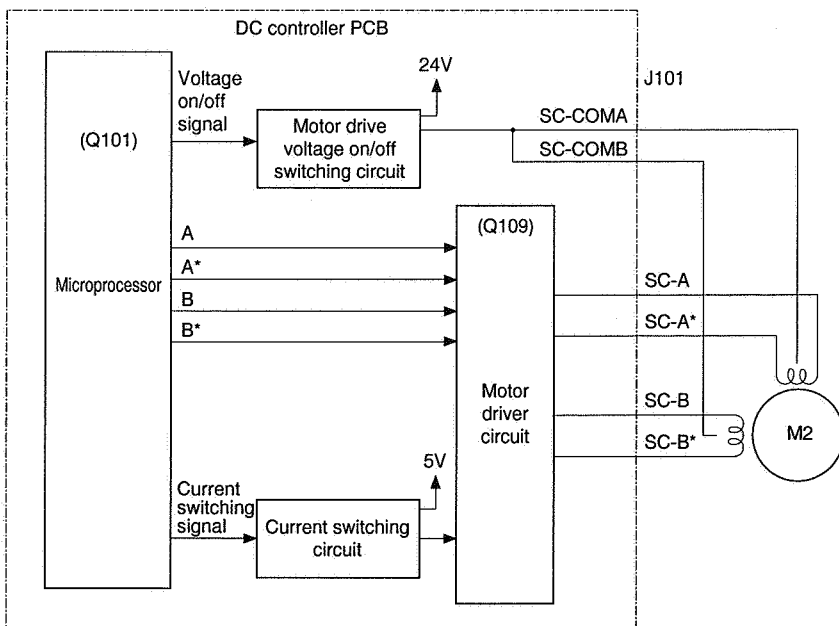 DC controller PCB
Voltage
on/off
signal
24V
J101
(Q101)
Motor drive
voltage on/off
switching circuit
SC-COMA
SC-COMB
A
(Q109)
A*
SC-A
Microprocessor
B
B*
SC-A*
Motor
driver
circuit
SC-B
M2
SC-B*
5V
Current
switching
signal
Current switching
circuit